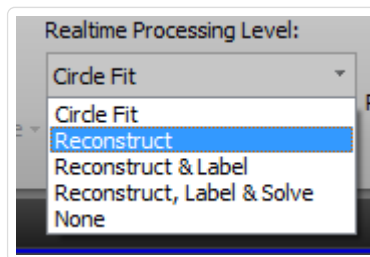 Realtime Processing Level:
Circle Fit
Circle Fit
Reconstruct
Reconstruct & Label
Reconstruct, Label & Solve
None